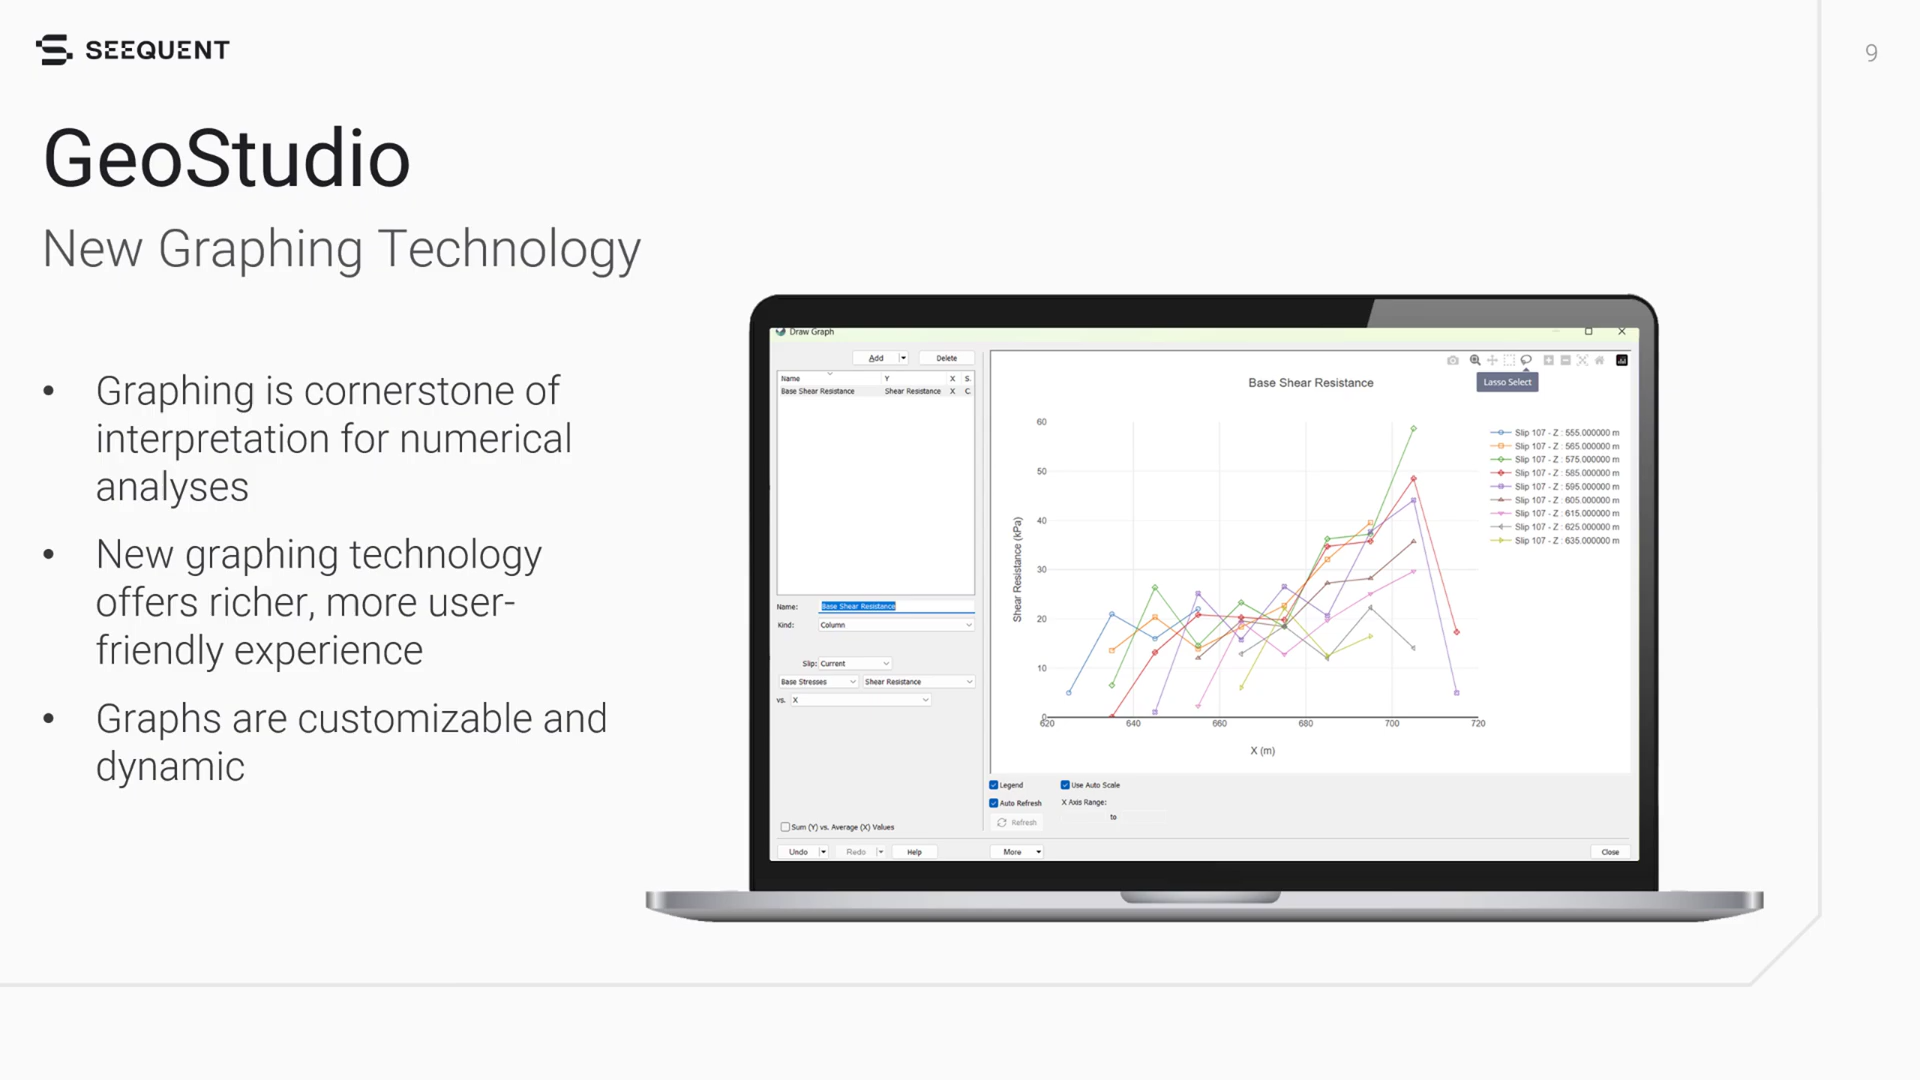 SEEQUENT
9
GeoStudio
New Graphing Technology
• Graphing is cornerstone of
interpretation for numerical
analyses
• New graphing technology
offers richer, more user-
friendly experience
• Graphs are customizable and
dynamic
Draw Graph
Add
Delete
Name Y X S.
Base Shear Resistance Shear Resistance X C
Name: Base Shear Resistance
Kind: Column
Slip: Current
Base Stresses Shear Resistance
vs. X
Sum (Y) vs. Average (X) Values
Undo Redo Help
Lasso Select
Base Shear Resistance
Shear Resistance (kPa)
60
50
40
30
20
10
0
620 640 660 680 700 720
X (m)
Slip 107 - Z : 555.000000 m
Slip 107 - Z : 565.000000 m
Slip 107 - Z : 575.000000 m
Slip 107 - Z : 585.000000 m
Slip 107 - Z : 595.000000 m
Slip 107 - Z : 605.000000 m
Slip 107 - Z : 615.000000 m
Slip 107 - Z : 625.000000 m
Slip 107 - Z : 635.000000 m
Legend Use Auto Scale
Auto Refresh X Axis Range:
to
Refresh
More
Close